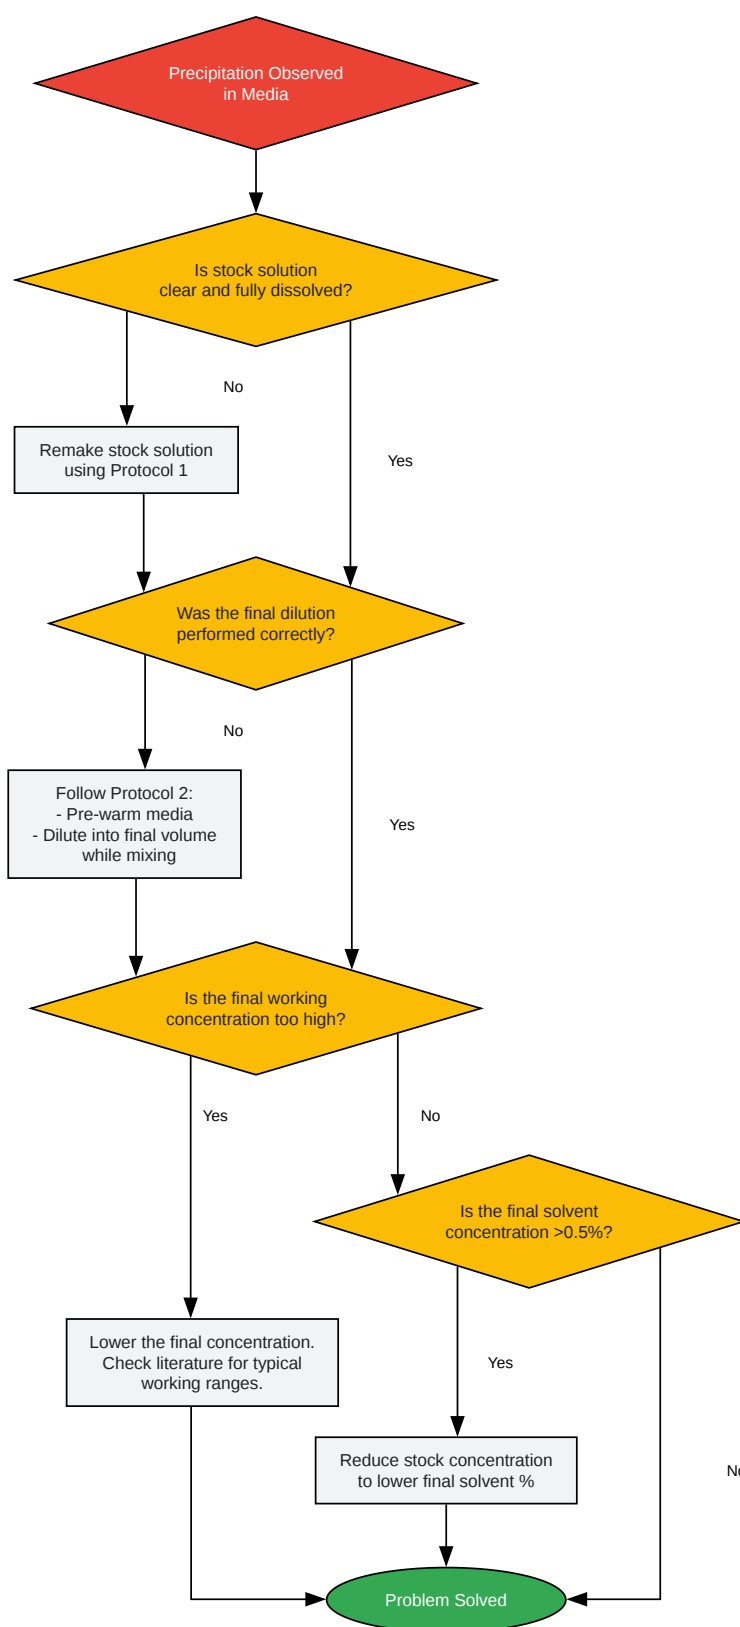 Precipitation Observed
in Media
Is stock solution
clear and fully dissolved?
No
Remake stock solution
using Protocol 1
Yes
Was the final dilution
performed correctly?
No
Follow Protocol 2:
- Pre-warm media
- Dilute into final volume
while mixing
Yes
Is the final working
concentration too high?
Yes
No
Is the final solvent
concentration >0.5%?
Lower the final concentration.
Check literature for typical
working ranges.
Yes
Reduce stock concentration
to lower final solvent %
No
Problem Solved